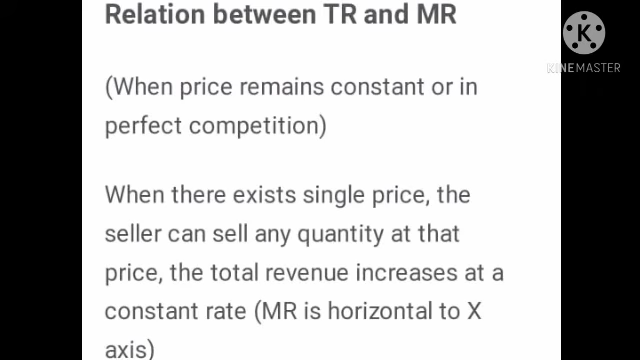 Relation between TR and MR
K
KINEMASTER
(When price remains constant or in
perfect competition)
When there exists single price, the
seller can sell any quantity at that
price, the total revenue increases at a
constant rate (MR is horizontal to X
axis)